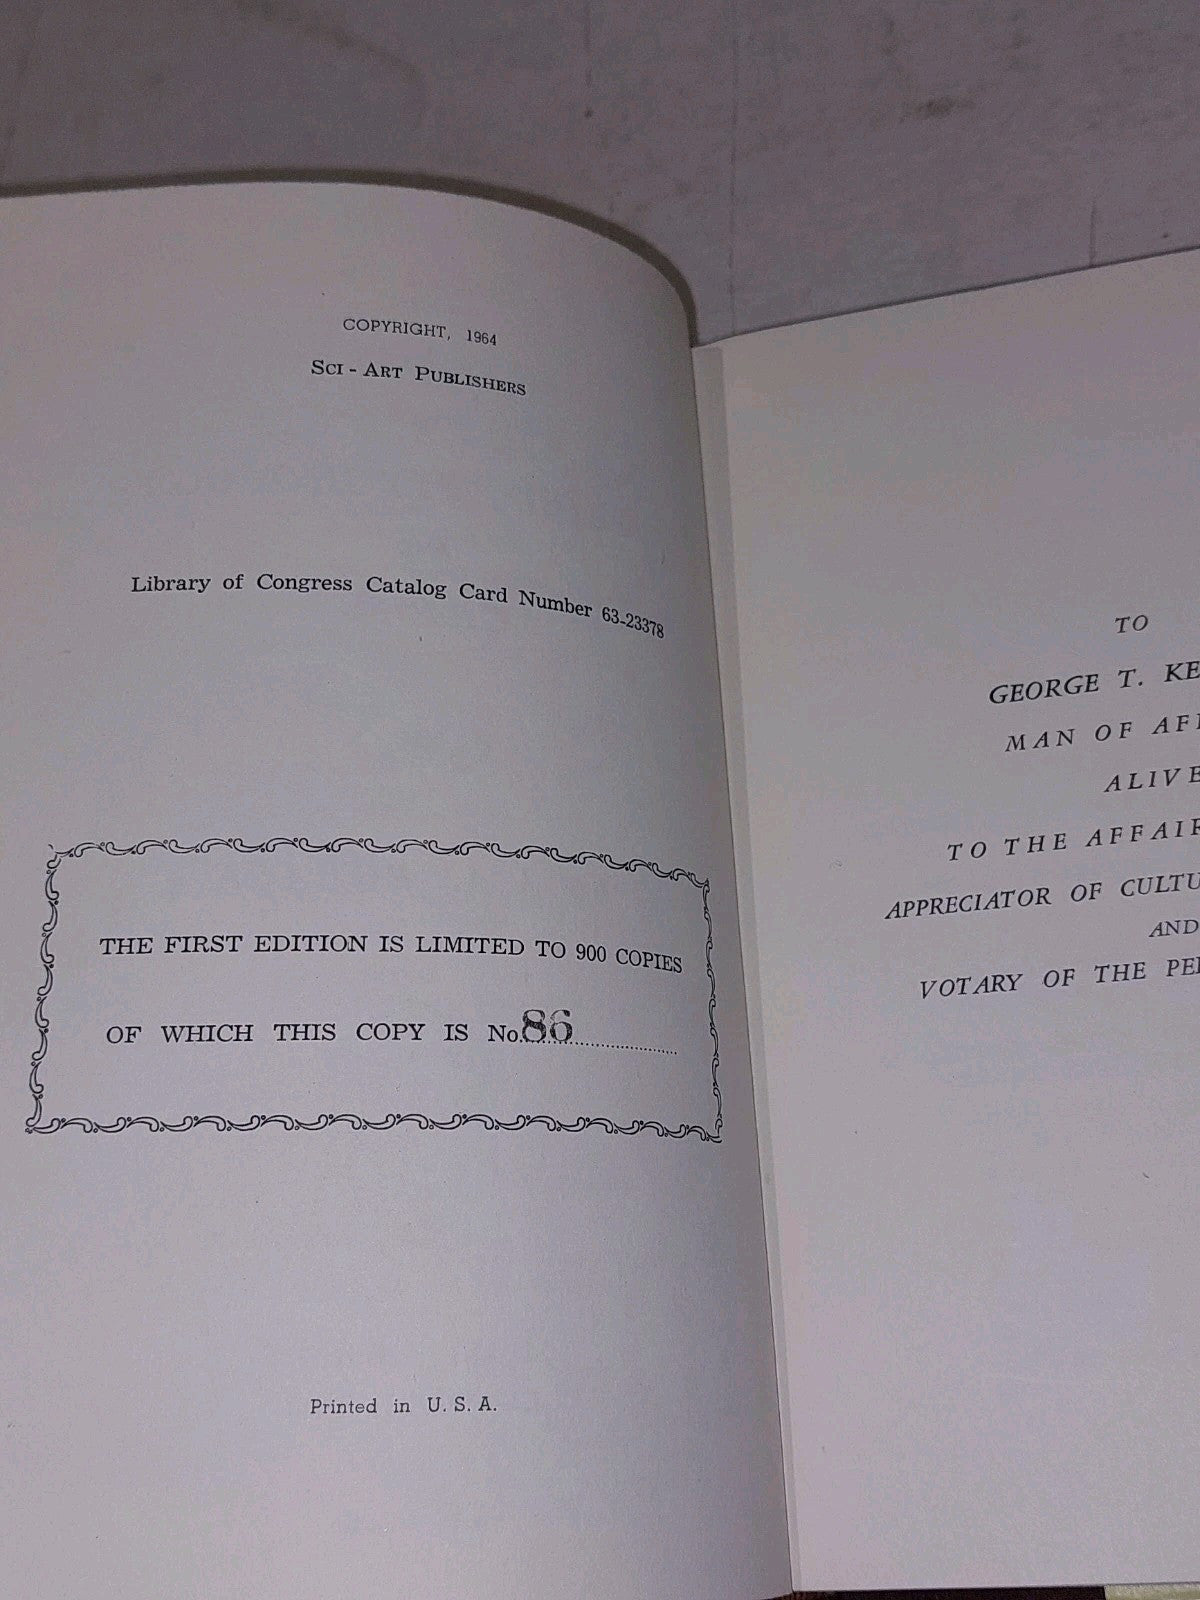 COPYRIGHT, 1964
SCI - ART PUBLISHERS
Library of Congress Catalog Card Number 63-23378
THE FIRST EDITION IS LIMITED TO 900 COPIES
OF WHICH THIS COPY IS No. 86
Printed in U. S. A.
TO
GEORGE T. KE
MAN OF AF
ALIVE
TO THE AFFAIR
APPRECIATOR OF CULTU
AND
VOTARY OF THE PE